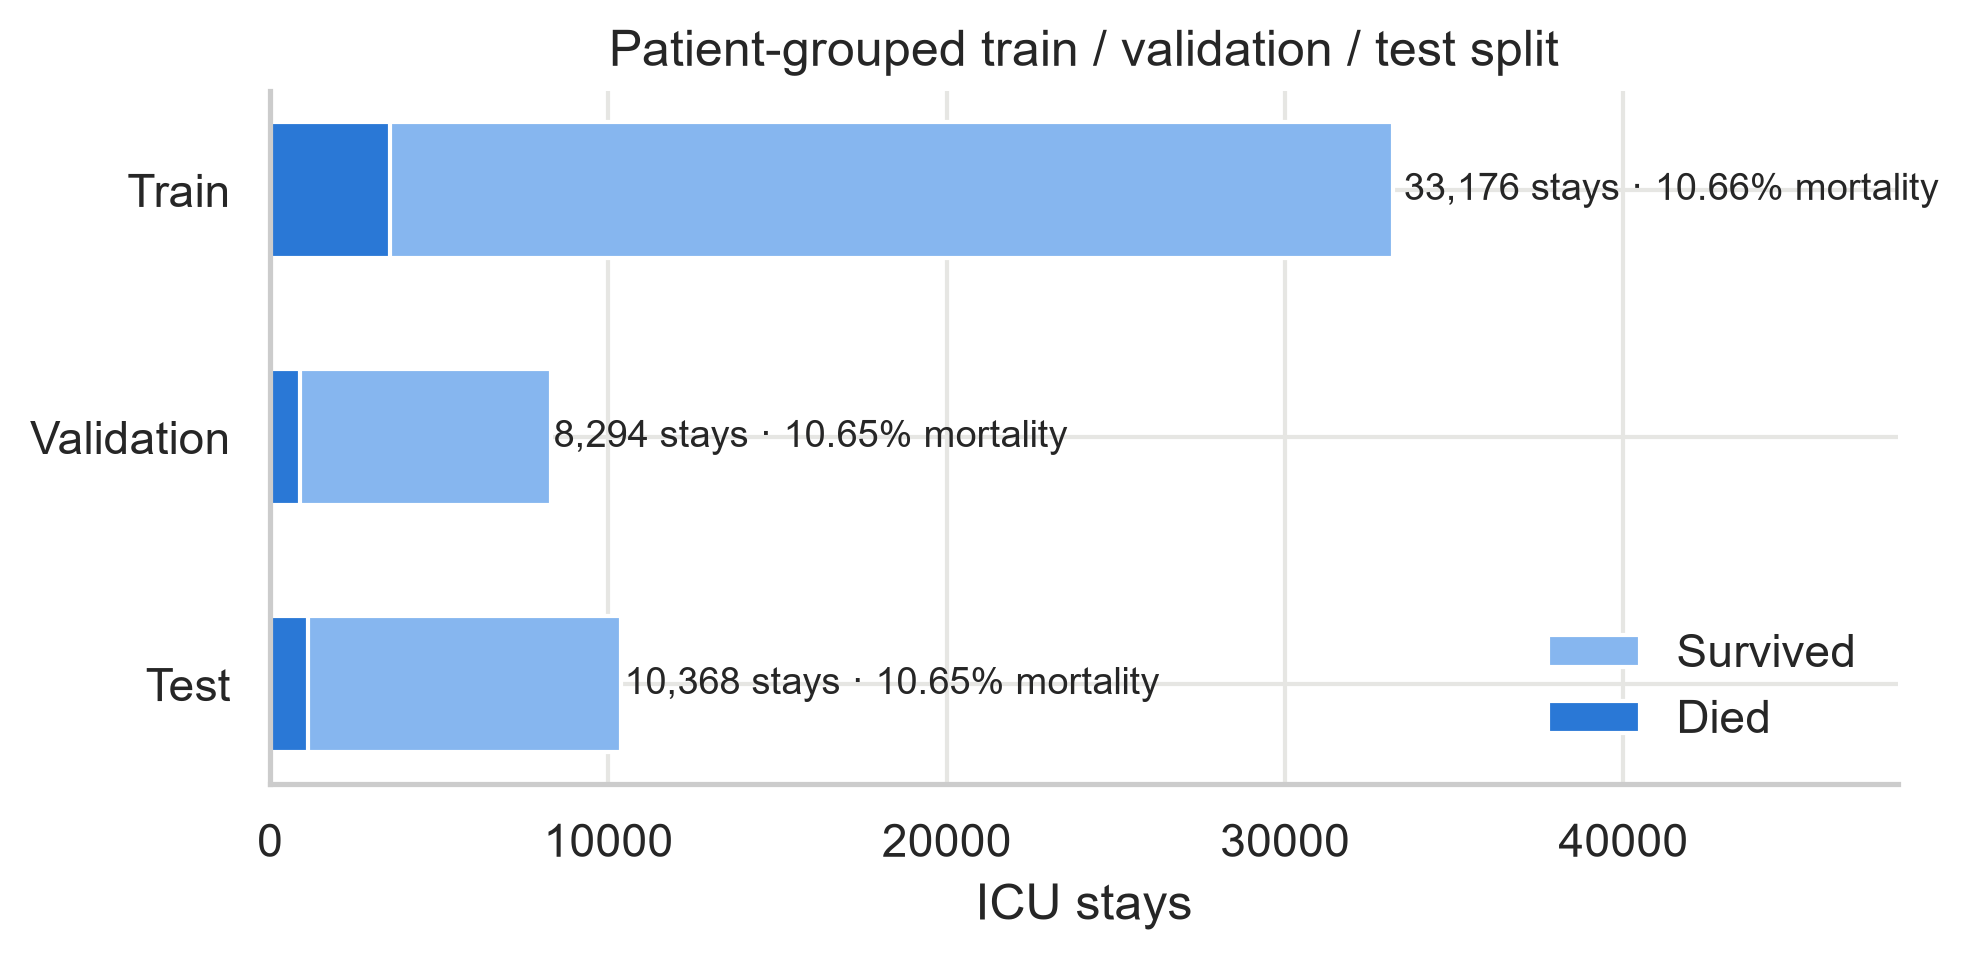 Patient-grouped train / validation / test split
Train
33,176 stays · 10.66% mortality
Validation
8,294 stays · 10.65% mortality
Test
10,368 stays · 10.65% mortality
Survived
Died
0 10000 20000 30000 40000
ICU stays